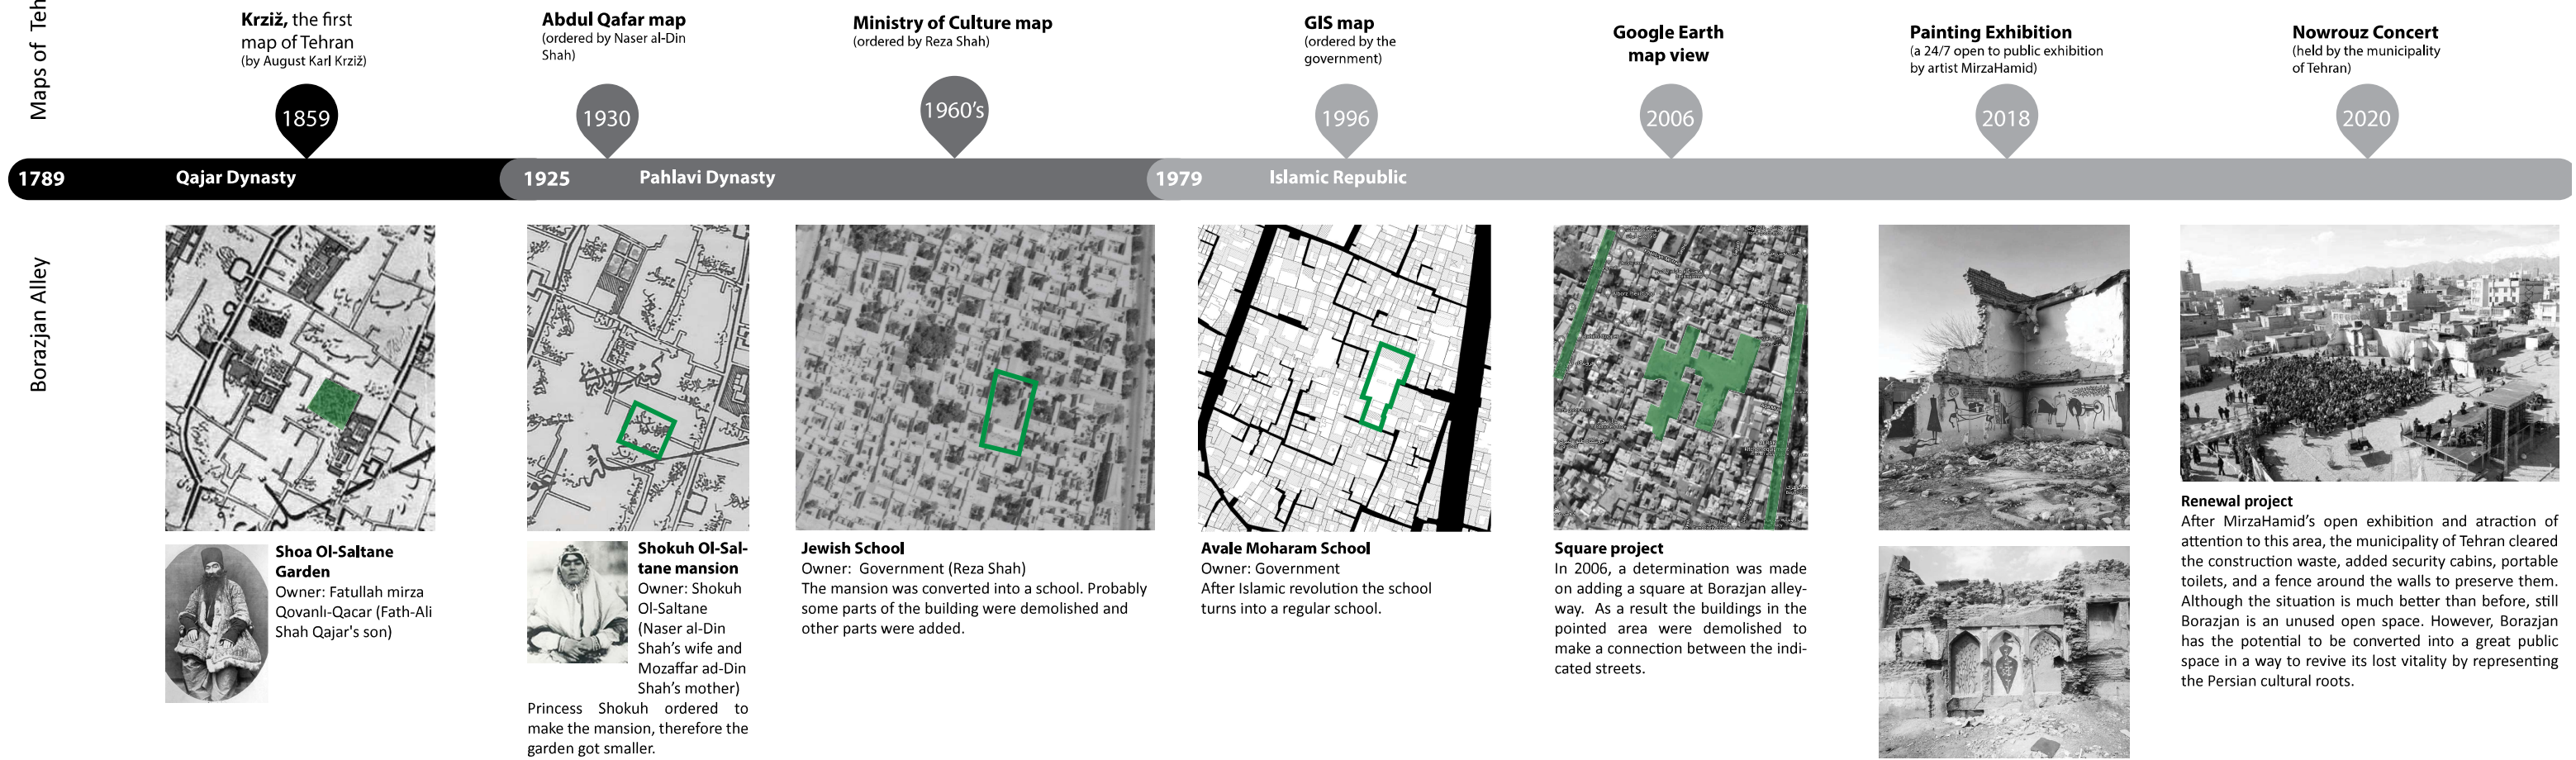 Maps of Teh
Krziž, the first
map of Tehran
(by August Karl Krziž)
Abdul Qafar map
(ordered by Naser al-Din
Shah)
Ministry of Culture map
(ordered by Reza Shah)
GIS map
(ordered by the
government)
Google Earth
map view
Painting Exhibition
(a 24/7 open to public exhibition
by artist MirzaHamid)
Nowrouz Concert
(held by the municipality
of Tehran)
1859
1930
1960's
1996
2006
2018
2020
1789
Qajar Dynasty
1925
Pahlavi Dynasty
1979
Islamic Republic
Borazjan Alley
Shoa Ol-Saltane
Garden
Owner: Fatullah mirza
Qovanlı-Qacar (Fath-Ali
Shah Qajar's son)
Shokuh Ol-Sal-
tane mansion
Owner: Shokuh
Ol-Saltane
(Naser al-Din
Shah's wife and
Mozaffar ad-Din
Shah's mother)
Princess Shokuh ordered to
make the mansion, therefore the
garden got smaller.
Jewish School
Owner: Government (Reza Shah)
The mansion was converted into a school. Probably
some parts of the building were demolished and
other parts were added.
Avale Moharam School
Owner: Government
After Islamic revolution the school
turns into a regular school.
Square project
In 2006, a determination was made
on adding a square at Borazjan alley-
way. As a result the buildings in the
pointed area were demolished to
make a connection between the indi-
cated streets.
Renewal project
After MirzaHamid's open exhibition and atraction of
attention to this area, the municipality of Tehran cleared
the construction waste, added security cabins, portable
toilets, and a fence around the walls to preserve them.
Although the situation is much better than before, still
Borazjan is an unused open space. However, Borazjan
has the potential to be converted into a great public
space in a way to revive its lost vitality by representing
the Persian cultural roots.